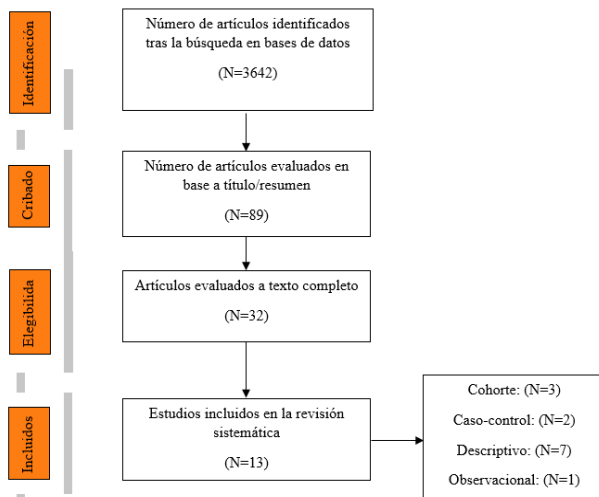 Identificación
Número de artículos identificados
tras la búsqueda en bases de datos
(N=3642)
Cribado
Número de artículos evaluados en
base a título/resumen
(N=89)
Elegibilida
Artículos evaluados a texto completo
(N=32)
Incluidos
Estudios incluidos en la revisión
sistemática
(N=13)
Cohorte: (N=3)
Caso-control: (N=2)
Descriptivo: (N=7)
Observacional: (N=1)